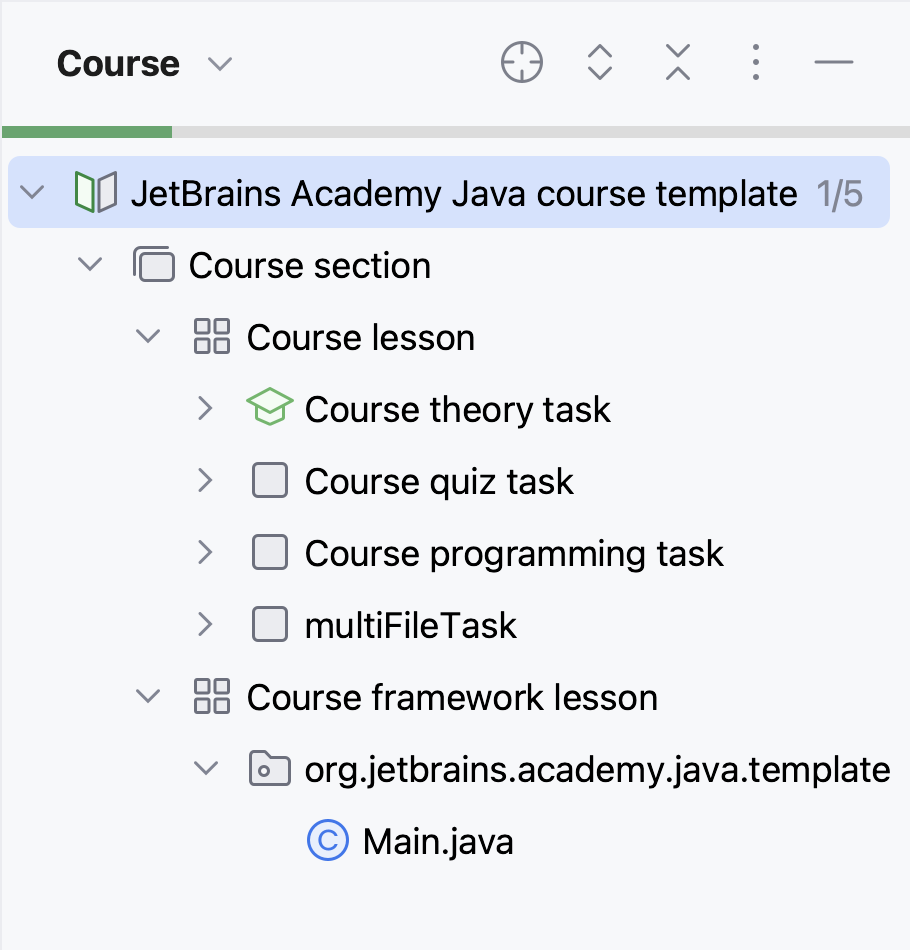 Course
JetBrains Academy Java course template 1/5
Course section
Course lesson
Course theory task
Course quiz task
Course programming task
multiFileTask
Course framework lesson
org.jetbrains.academy.java.template
C Main.java